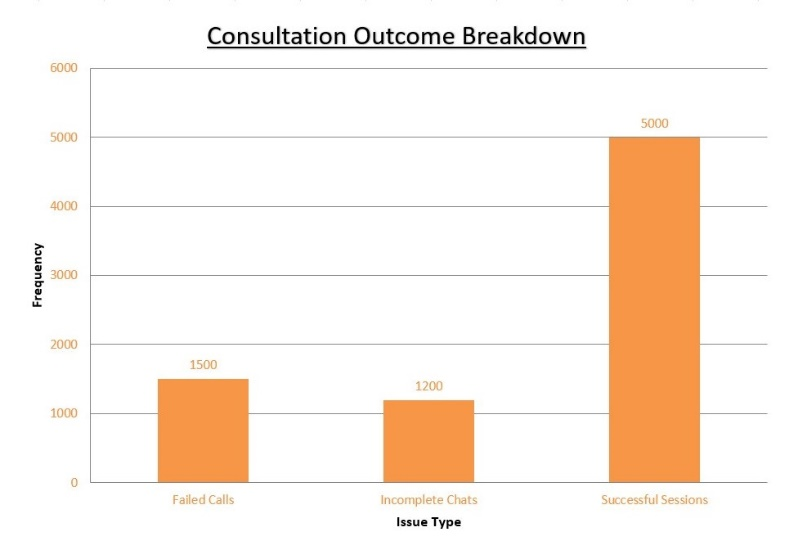 Consultation Outcome Breakdown
6000
5000
4000
3000
2000
1000
0
Frequency
1500
1200
5000
Failed Calls
Incomplete Chats
Successful Sessions
Issue Type